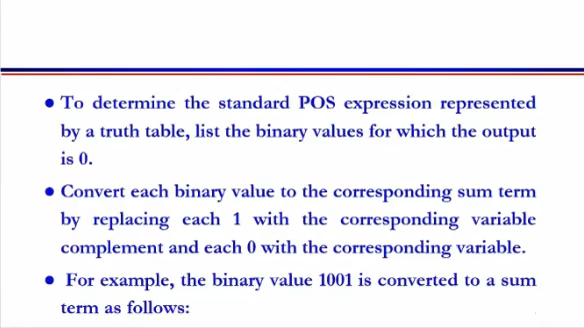 ● To determine the standard POS expression represented
by a truth table, list the binary values for which the output
is 0.
● Convert each binary value to the corresponding sum term
by replacing each 1 with the corresponding variable
complement and each 0 with the corresponding variable.
● For example, the binary value 1001 is converted to a sum
term as follows: